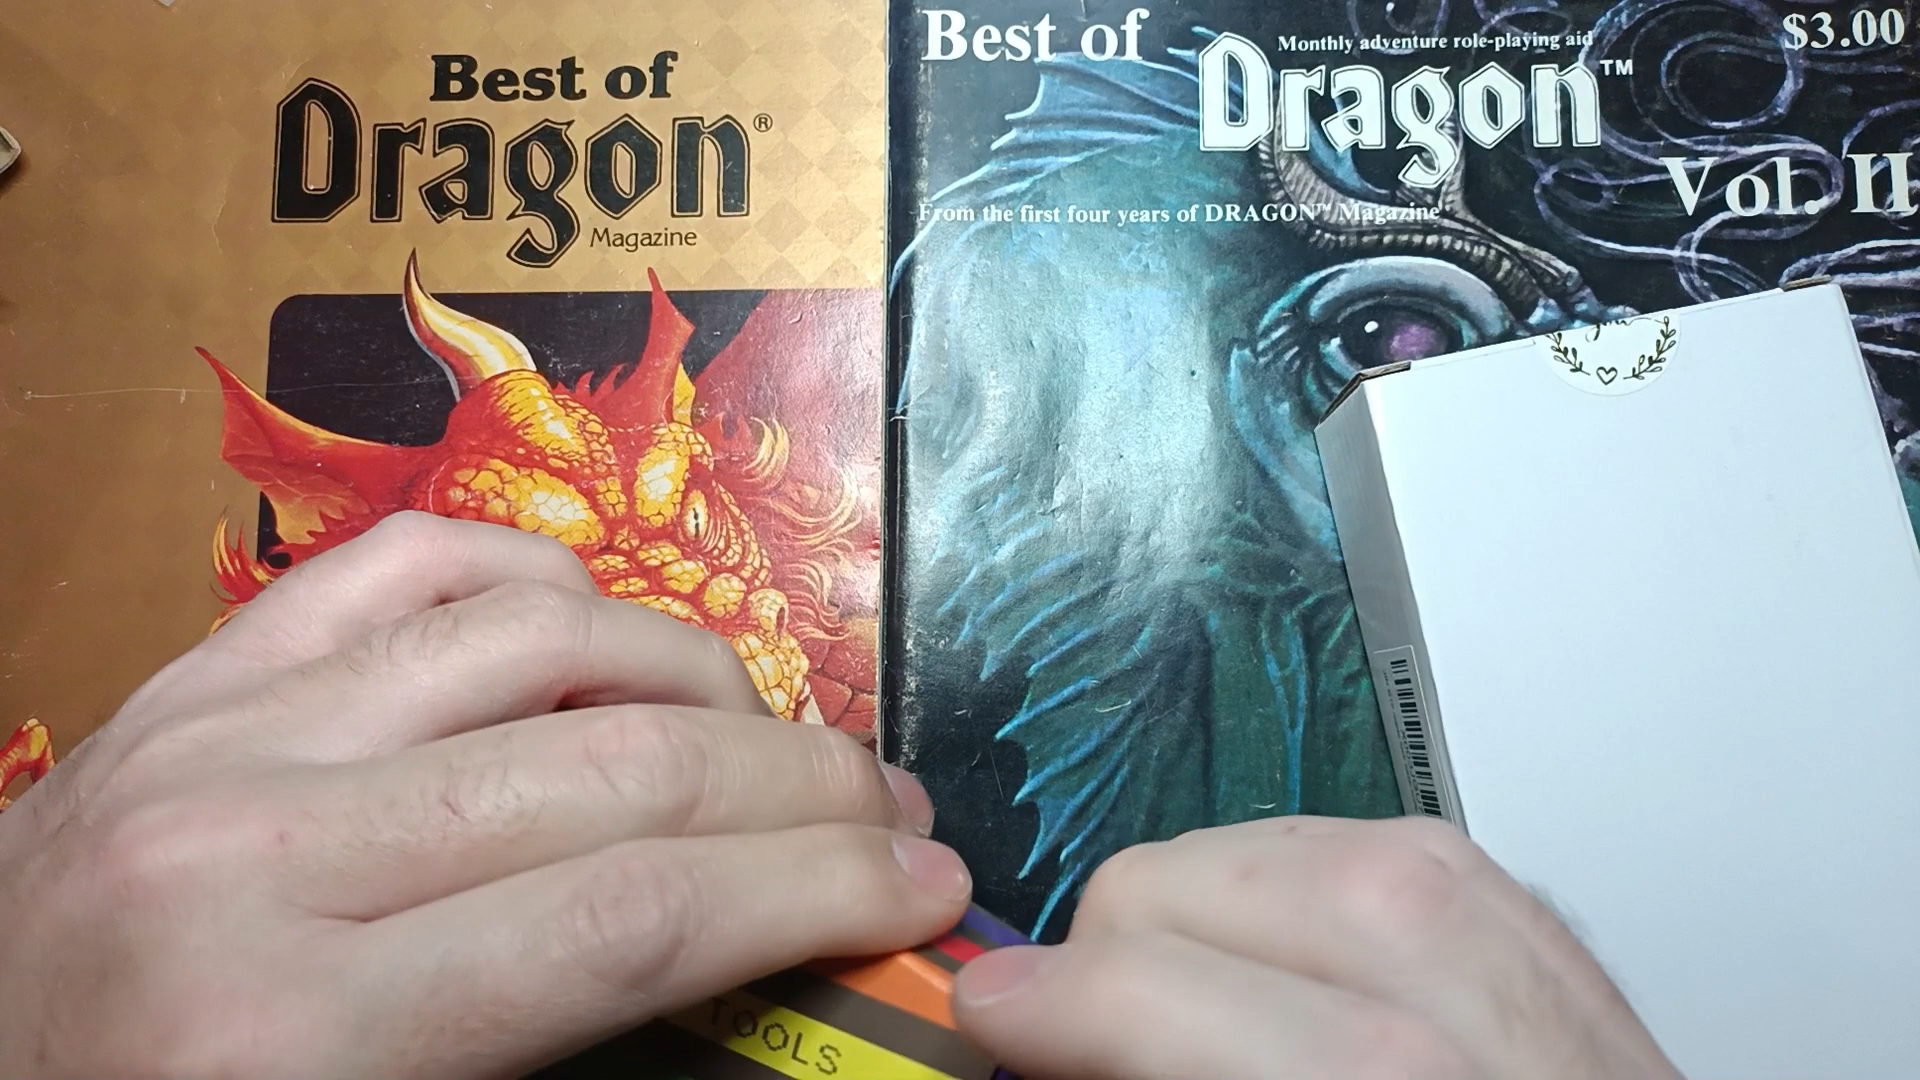 Best of
Dragon®
Magazine
Best of
Monthly adventure role-playing aid
$3.00
Dragon™
Vol. II
From the first four years of DRAGON™ Magazine
TOOLS